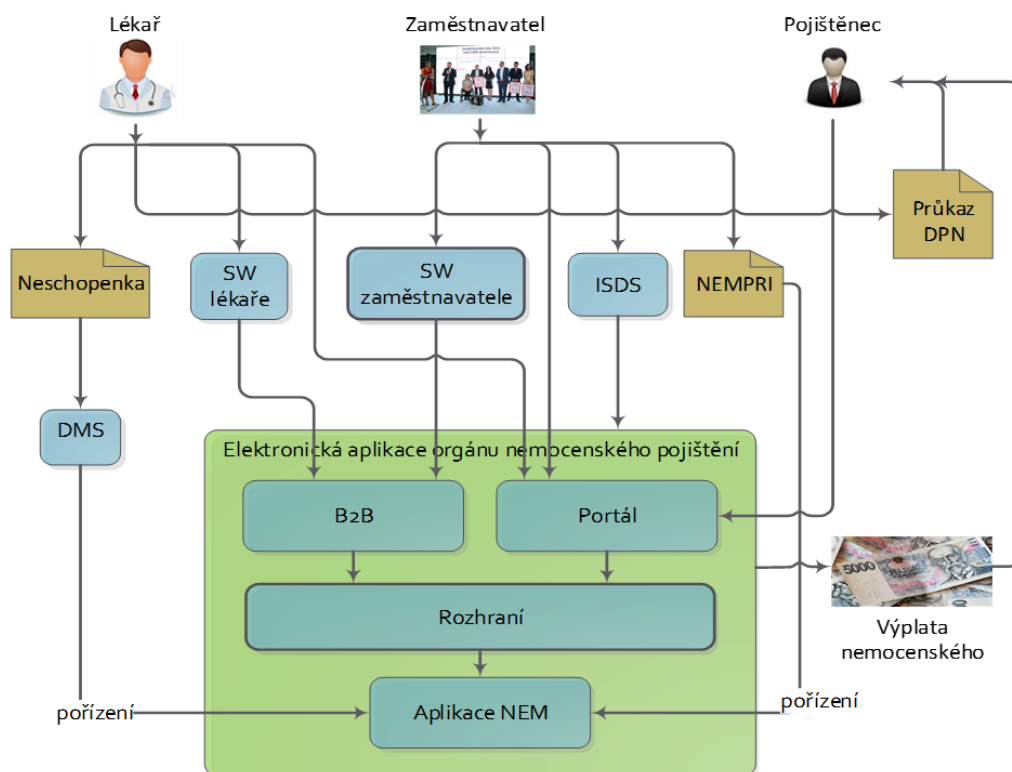 Lékař
Zaměstnavatel
Pojištěnec
Průkaz
DPN
Neschopenka
SW
lékaře
SW
zaměstnavatele
ISDS
NEMPRI
DMS
Elektronická aplikace orgánu nemocenského pojištění
B2B
Portál
5000
Rozhraní
Výplata
nemocenského
pořízení
Aplikace NEM
pořízení